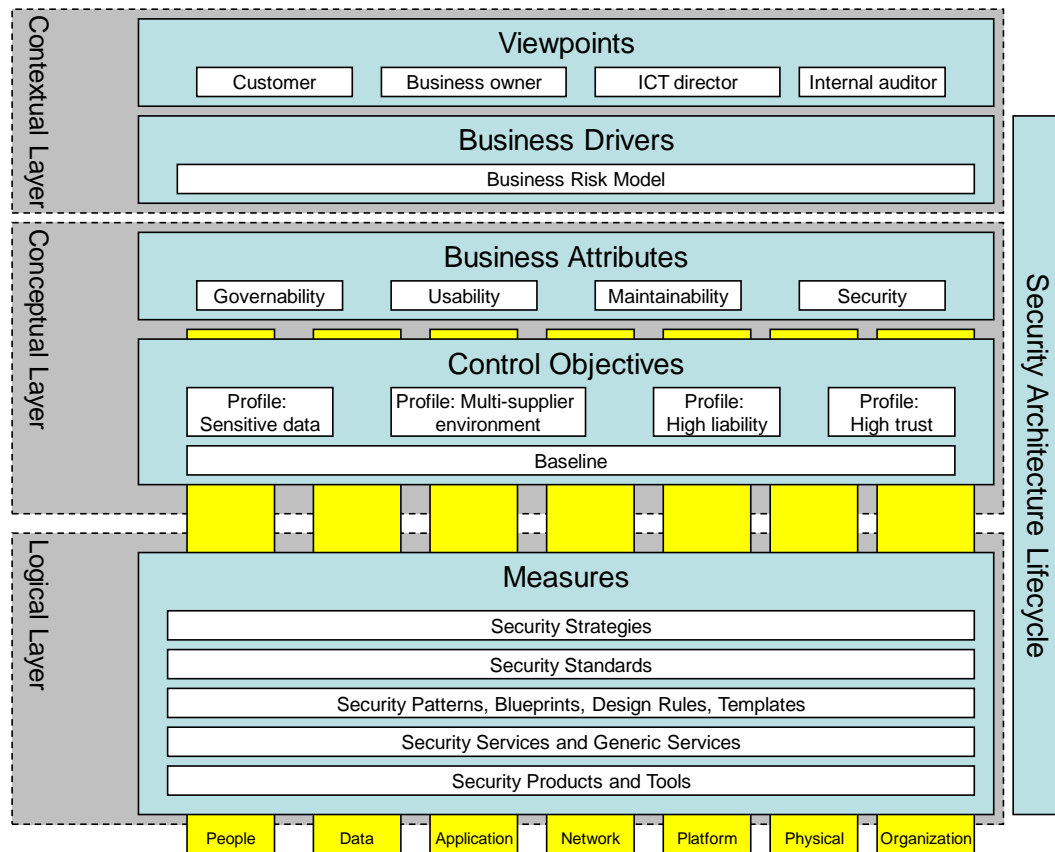 Contextual Layer
Viewpoints
Customer
Business owner
ICT director
Internal auditor
Business Drivers
Business Risk Model
Conceptual Layer
Business Attributes
Governability
Usability
Maintainability
Security
Control Objectives
Profile:
Sensitive data
Profile: Multi-supplier
environment
Profile:
High liability
Profile:
High trust
Baseline
Logical Layer
Measures
Security Strategies
Security Standards
Security Patterns, Blueprints, Design Rules, Templates
Security Services and Generic Services
Security Products and Tools
People
Data
Application
Network
Platform
Physical
Organization
Security Architecture Lifecycle